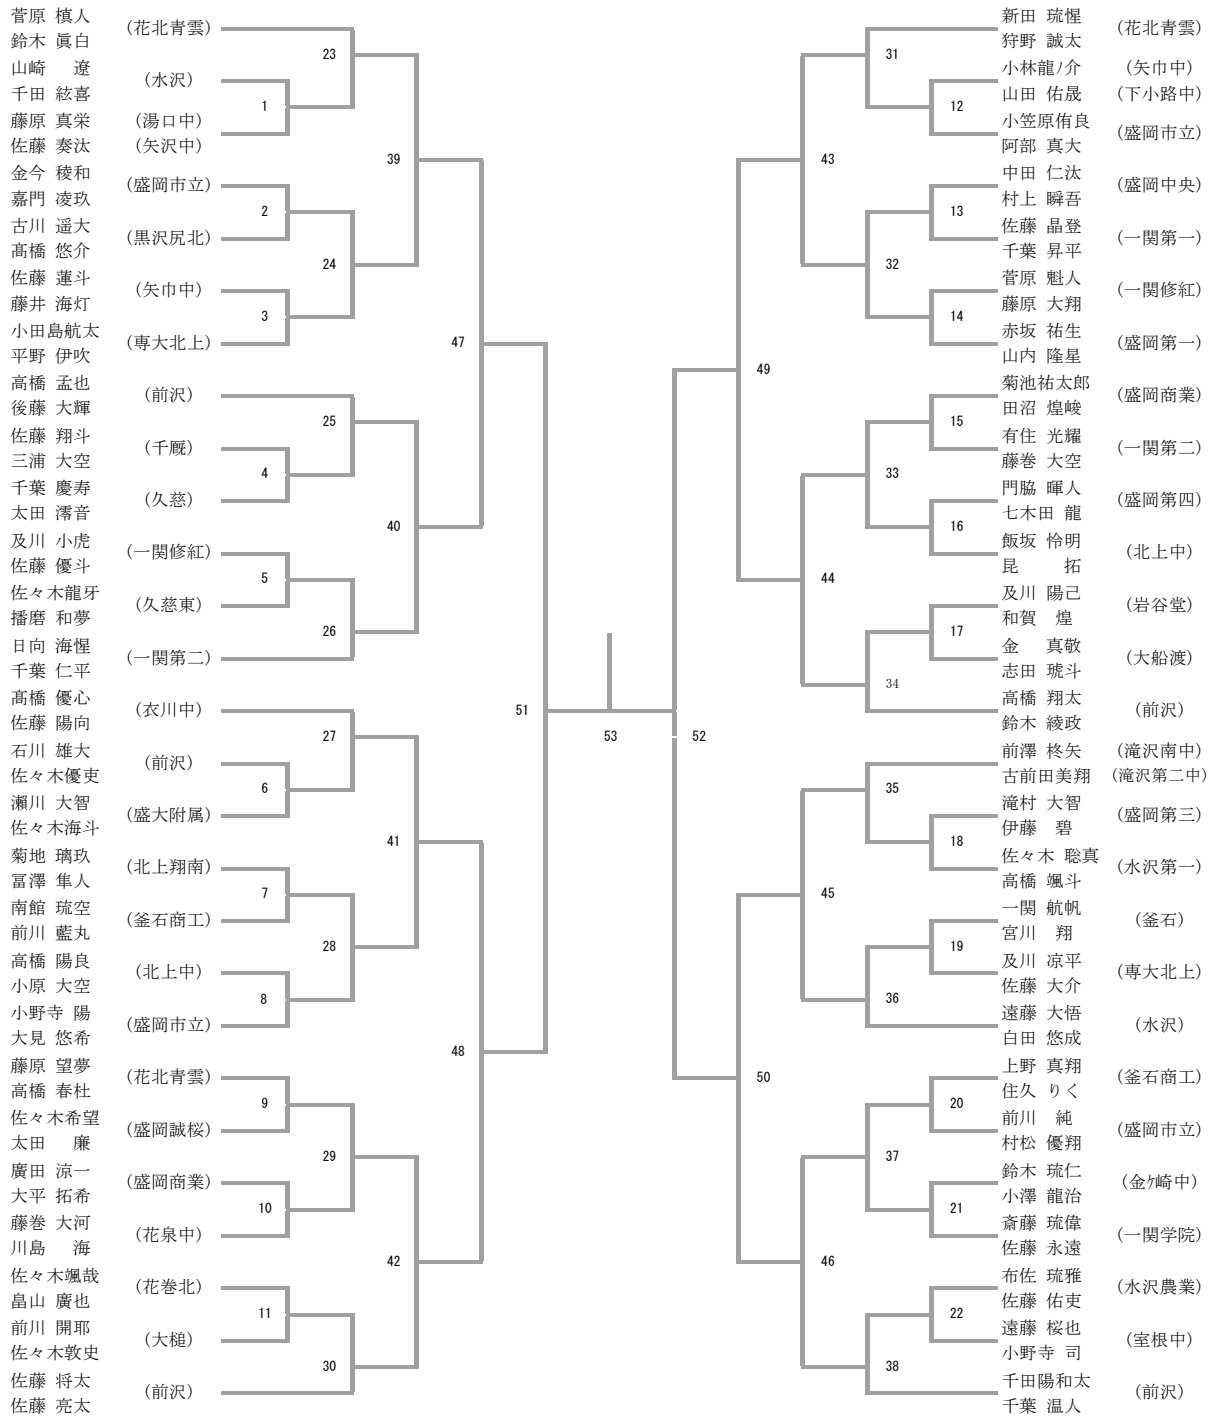 菅原 槙人
鈴木 眞白
(花北青雲)
山崎 遼
千田 絃喜
(水沢)
藤原 真栄 (湯口中)
佐藤 奏汰 (矢沢中)
金今 稜和
嘉門 凌玖
(盛岡市立)
古川 遥大
髙橋 悠介
(黒沢尻北)
佐藤 蓮斗
藤井 海灯
(矢巾中)
小田島航太
平野 伊吹
(専大北上)
高橋 孟也
後藤 大輝
(前沢)
佐藤 翔斗
三浦 大空
(千厩)
千葉 慶寿
太田 澪音
(久慈)
及川 小虎
佐藤 優斗
(一関修紅)
佐々木龍牙
播磨 和夢
(久慈東)
日向 海惺
千葉 仁平
(一関第二)
髙橋 優心
佐藤 陽向
(衣川中)
石川 雄大
佐々木優吏
(前沢)
瀨川 大智
佐々木海斗
(盛大附属)
菊地 璃玖
冨澤 隼人
(北上翔南)
南館 琉空
前川 藍丸
(釜石商工)
高橋 陽良
小原 大空
(北上中)
小野寺 陽
大見 悠希
(盛岡市立)
藤原 望夢
高橋 春杜
(花北青雲)
佐々木希望
太田 廉
(盛岡誠桜)
廣田 涼一
大平 拓希
(盛岡商業)
藤巻 大河
川島 海
(花泉中)
佐々木颯哉
畠山 廣也
(花巻北)
前川 開耶
佐々木敦史
(大槌)
佐藤 将太
佐藤 亮太
(前沢)
1
2
3
4
5
6
7
8
9
10
11
23
24
25
26
27
28
29
30
39
40
41
42
47
48
51
53
52
49
50
43
44
45
46
31
32
33
34
35
36
37
38
12
13
14
15
16
17
18
19
20
21
22
新田 琉惺
狩野 誠太
(花北青雲)
小林龍ノ介 (矢巾中)
山田 佑晟 (下小路中)
小笠原侑良
阿部 真大
(盛岡市立)
中田 仁汰
村上 瞬吾
(盛岡中央)
佐藤 晶登
千葉 昇平
(一関第一)
菅原 魁人
藤原 大翔
(一関修紅)
赤坂 祐生
山内 隆星
(盛岡第一)
菊池祐太郎
田沼 煌峻
(盛岡商業)
有住 光耀
藤巻 大空
(一関第二)
門脇 暉人
七木田 龍
(盛岡第四)
飯坂 怜明
昆 拓
(北上中)
及川 陽己
和賀 煌
(岩谷堂)
金 真敬
志田 琥斗
(大船渡)
高橋 翔太
鈴木 綾政
(前沢)
前澤 柊矢 (滝沢南中)
古前田美翔 (滝沢第二中)
滝村 大智
伊藤 碧
(盛岡第三)
佐々木 聡真
高橋 颯斗
(水沢第一)
一関 航帆
宮川 翔
(釜石)
及川 凉平
佐藤 大介
(専大北上)
遠藤 大悟
白田 悠成
(水沢)
上野 真翔
住久 りく
(釜石商工)
前川 純
村松 優翔
(盛岡市立)
鈴木 琉仁
小澤 龍治
(金ケ崎中)
斎藤 琉偉
佐藤 永遠
(一関学院)
布佐 琉雅
佐藤 佑吏
(水沢農業)
遠藤 桜也
小野寺 司
(室根中)
千田陽和太
千葉 温人
(前沢)